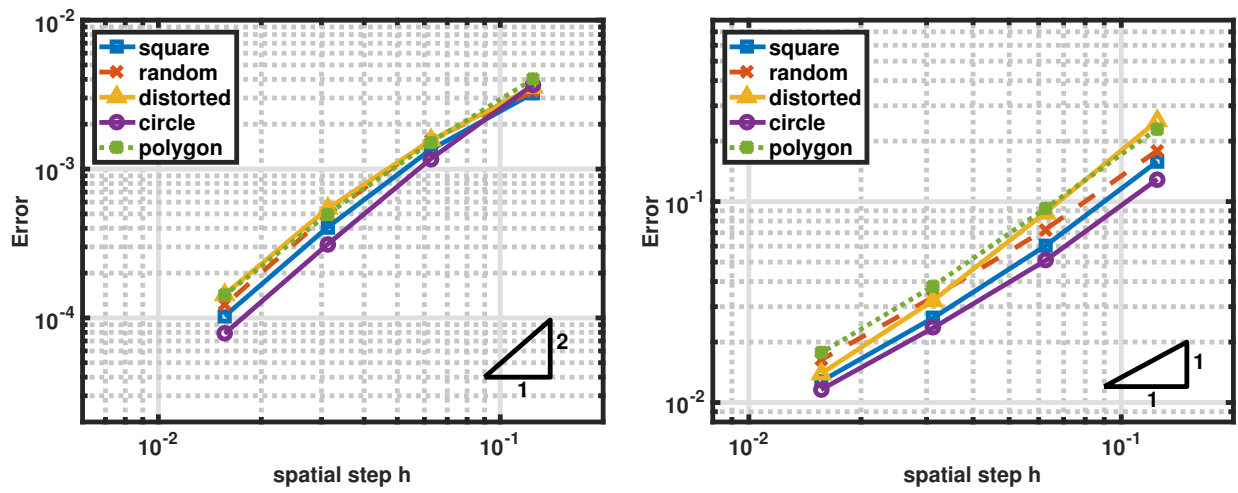 10^-2
square
random
distorted
circle
polygon
10^-3
Error
10^-4
2
1
10^-2
10^-1
spatial step h
square
random
distorted
circle
polygon
10^-1
Error
1
1
10^-2
10^-2
10^-1
spatial step h